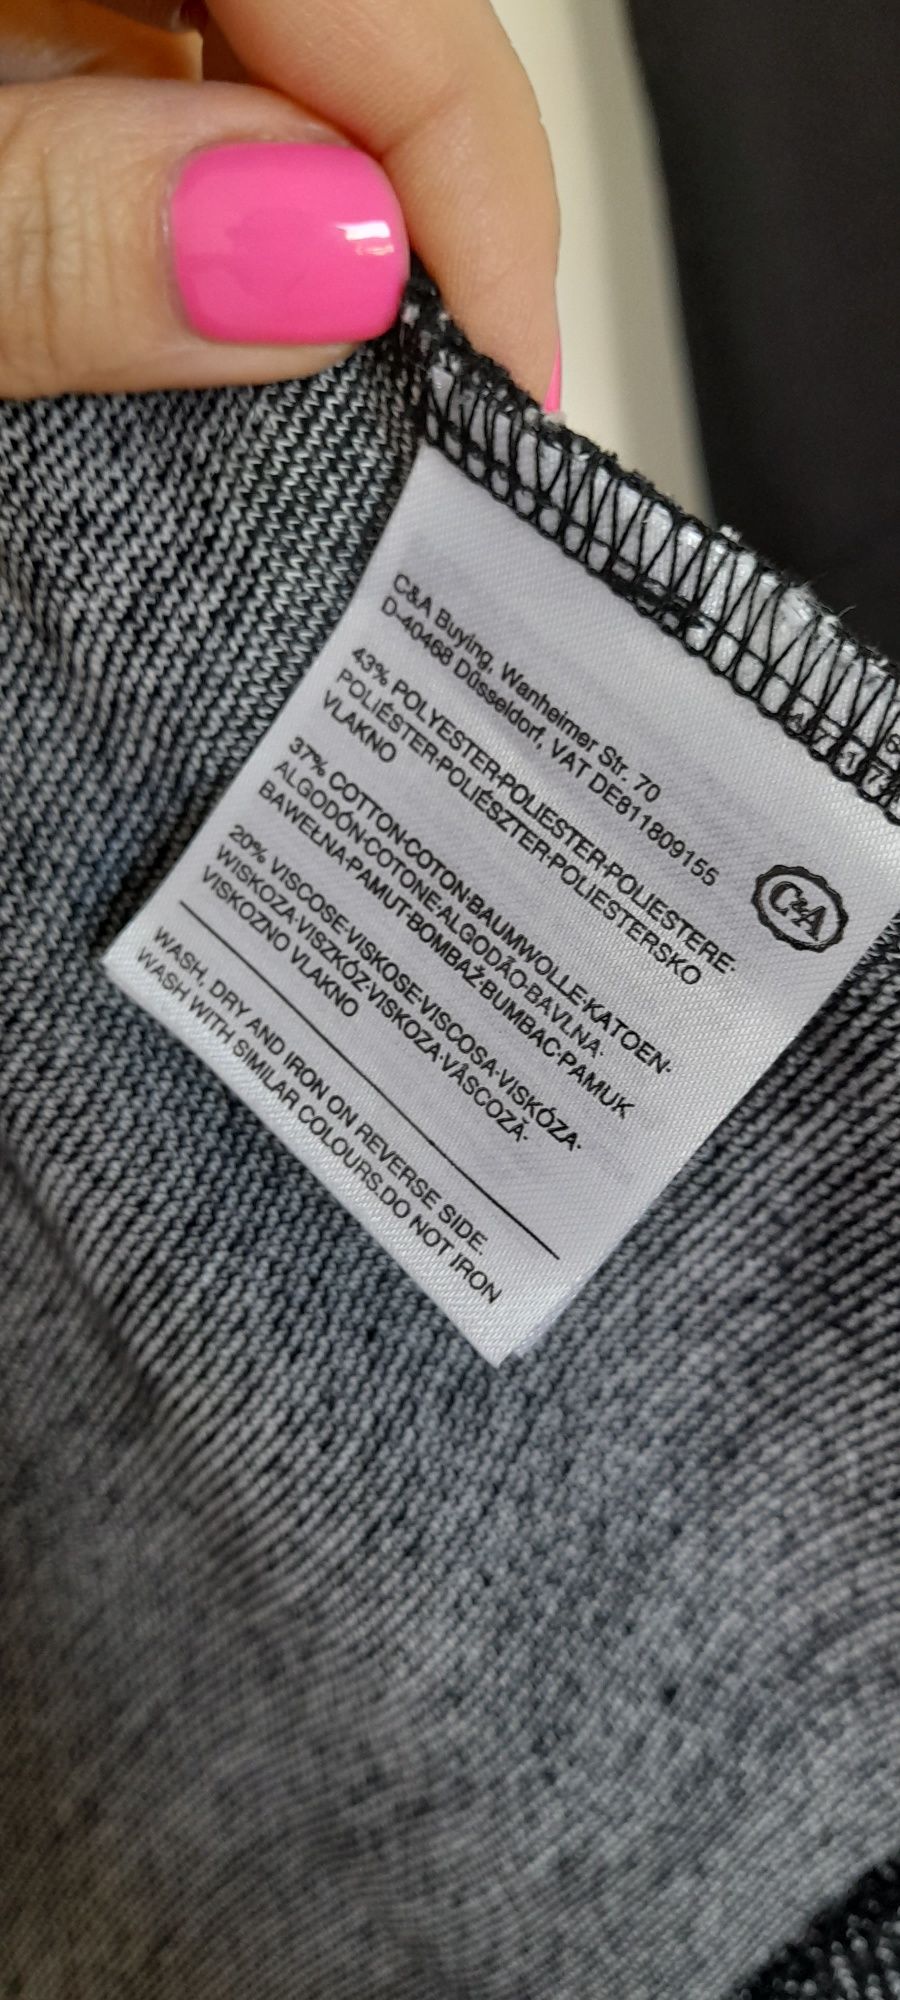 C&A Buying, Wanheimer Str. 70
D-40468 Düsseldorf, VAT DE811809155
C&A
43% POLYESTER·POLIESTER·POLIESTERE·
POLIÉSTER·POLIÉSZTER·POLIESTERSKO
VLAKNO
37% COTTON·COTON·BAUMWOLLE·KATOEN·
ALGODÓN·COTONE·ALGODÃO·BAVLNA·
BAWEŁNA·PAMUT·BOMBAŽ·BUMBAC·PAMUK
20% VISCOSE·VISKOSE·VISCOSA·VISKÓZA·
WISKOZA·VISZKÓZ·VISKOZA·VÂSCOZĂ·
VISKOZNO VLAKNO
WASH, DRY AND IRON ON REVERSE SIDE.
WASH WITH SIMILAR COLOURS.DO NOT IRON